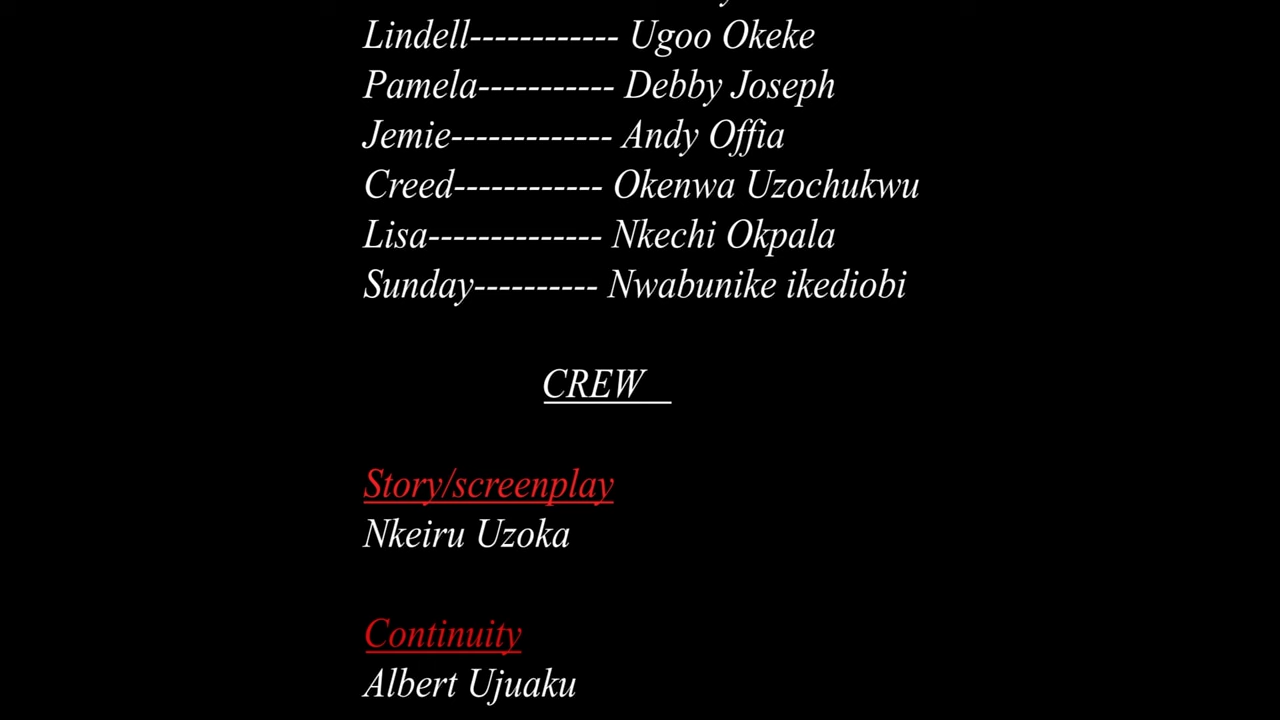 Lindell------------ Ugoo Okeke
Pamela----------- Debby Joseph
Jemie------------- Andy Offia
Creed------------ Okenwa Uzochukwu
Lisa-------------- Nkechi Okpala
Sunday---------- Nwabunike ikediobi
CREW
Story/screenplay
Nkeiru Uzoka
Continuity
Albert Ujuaku